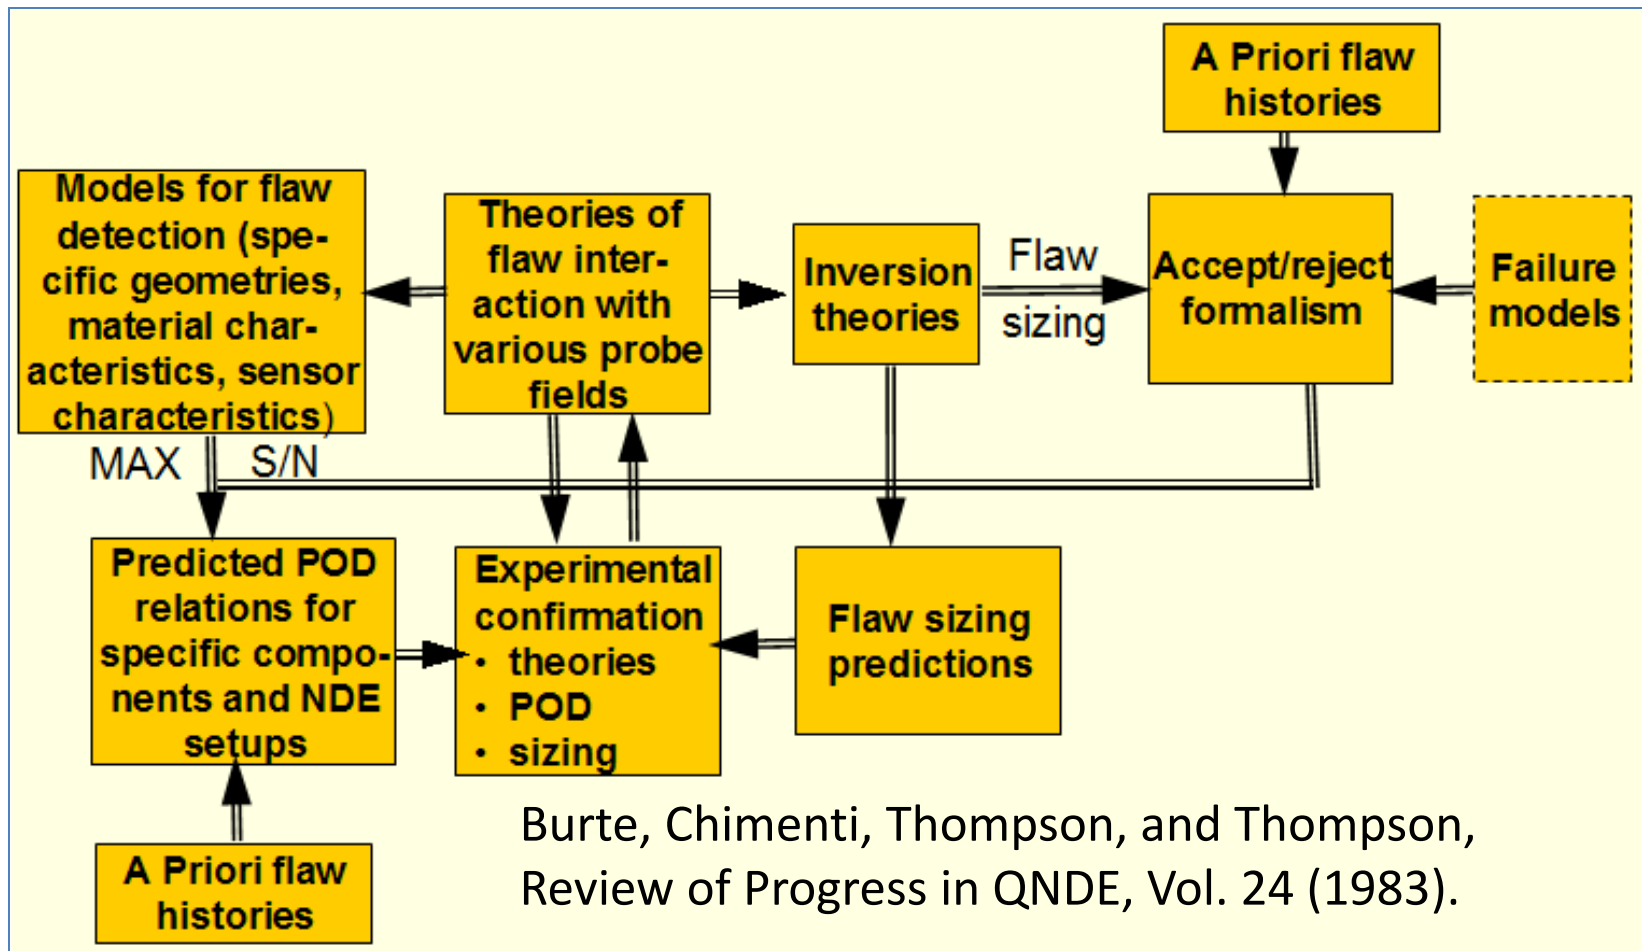 A Priori flaw
histories
Models for flaw
detection (spe-
cific geometries,
material char-
acteristics, sensor
characteristics)
Theories of
flaw inter-
action with
various probe
fields
Inversion
theories
Flaw
sizing
Accept/reject
formalism
Failure
models
MAX S/N
Predicted POD
relations for
specific compo-
nents and NDE
setups
Experimental
confirmation
• theories
• POD
• sizing
Flaw sizing
predictions
A Priori flaw
histories
Burte, Chimenti, Thompson, and Thompson,
Review of Progress in QNDE, Vol. 24 (1983).